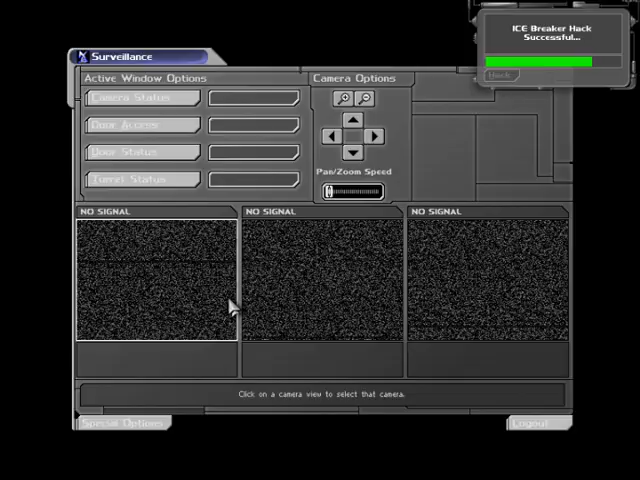 ICE Breaker Hack
Successful...
Hack
Surveillance
Active Window Options
Camera Options
Camera Status
Door Access
Door Status
Turret Status
Pan/Zoom Speed
NO SIGNAL
NO SIGNAL
NO SIGNAL
Click on a camera view to select that camera.
Special Options
Logout